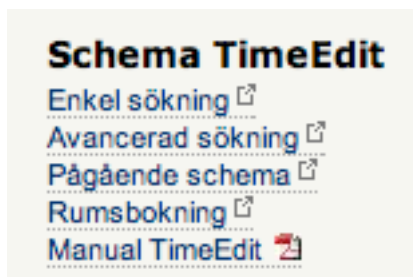 Schema TimeEdit
Enkel sökning
Avancerad sökning
Pågående schema
Rumsbokning
Manual TimeEdit